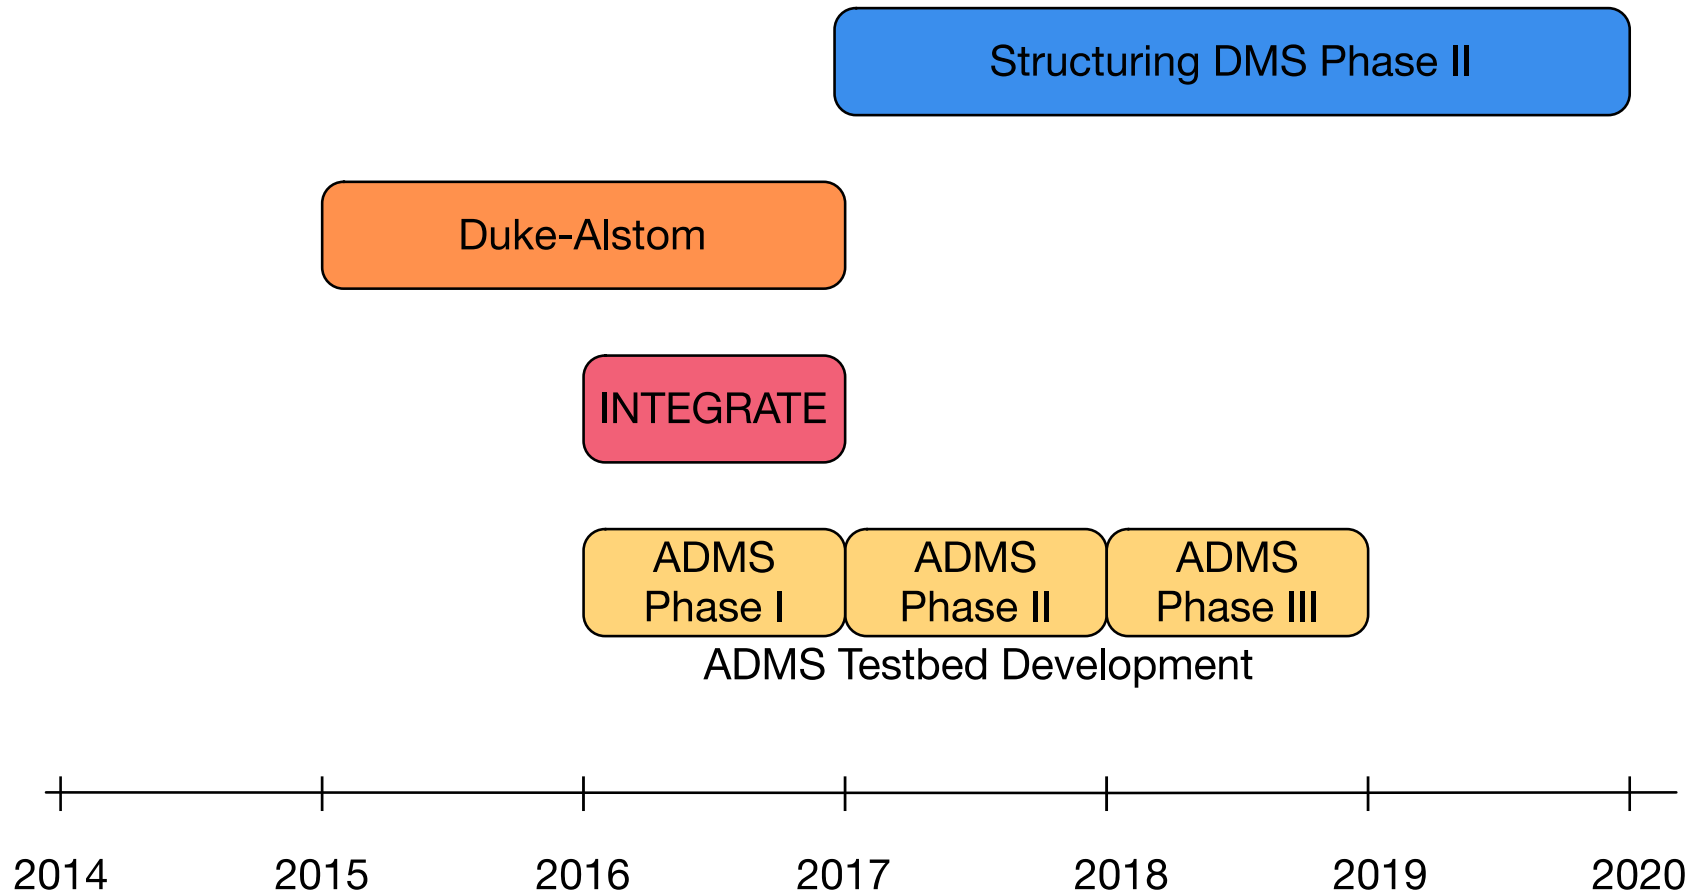 Structuring DMS Phase II
Duke-Alstom
INTEGRATE
ADMS
Phase I
ADMS
Phase II
ADMS
Phase III
ADMS Testbed Development
2014 2015 2016 2017 2018 2019 2020